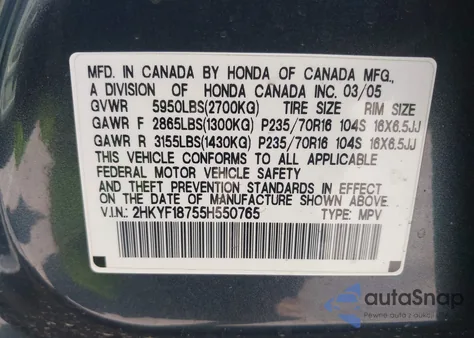 MFD. IN CANADA BY HONDA OF CANADA MFG.,
A DIVISION OF HONDA CANADA INC. 03/05
GVWR 5950LBS(2700KG) TIRE SIZE RIM SIZE
GAWR F 2865LBS(1300KG) P235/70R16 104S 16X6.5JJ
GAWR R 3155LBS(1430KG) P235/70R16 104S 16X6.5JJ
THIS VEHICLE CONFORMS TO ALL APPLICABLE
FEDERAL MOTOR VEHICLE SAFETY
STANDARDS IN EFFECT ON THE DATE OF
MANUFACTURE SHOWN ABOVE.
V.I.N.: 2HKYF18755H550765 TYPE: MPV
autoSnap
Pewne auto z USA